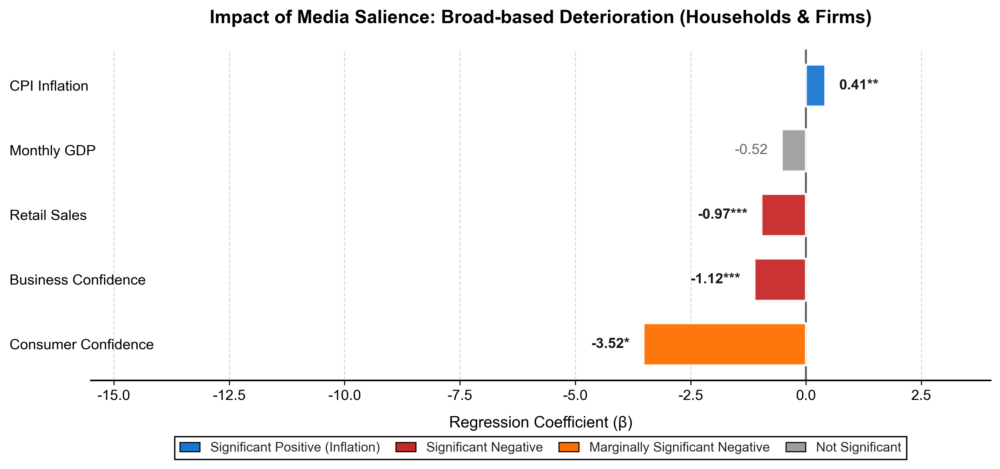 Impact of Media Salience: Broad-based Deterioration (Households & Firms)
CPI Inflation
0.41**
Monthly GDP
-0.52
Retail Sales
-0.97***
Business Confidence
-1.12***
Consumer Confidence
-3.52*
-15.0 -12.5 -10.0 -7.5 -5.0 -2.5 0.0 2.5
Regression Coefficient (β)
Significant Positive (Inflation) Significant Negative Marginally Significant Negative Not Significant